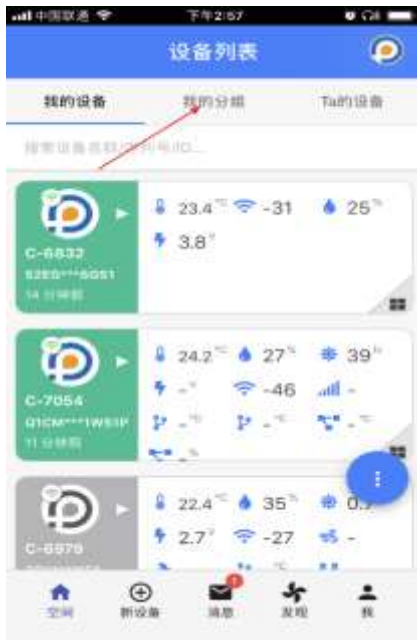 中国联通 下午2:57
设备列表
我的设备 我的分组 Ta的设备
C-6832
14 分钟前
23.4 ℃ -31 25 %
3.8 V
C-7054
11 分钟前
24.2 ℃ 27 % 39
- -46 -
- ℃ - ℃ - ℃
- %
C-6979
22.4 ℃ 35 %
2.7 V -27 -
空间 新设备 消息 发现 我